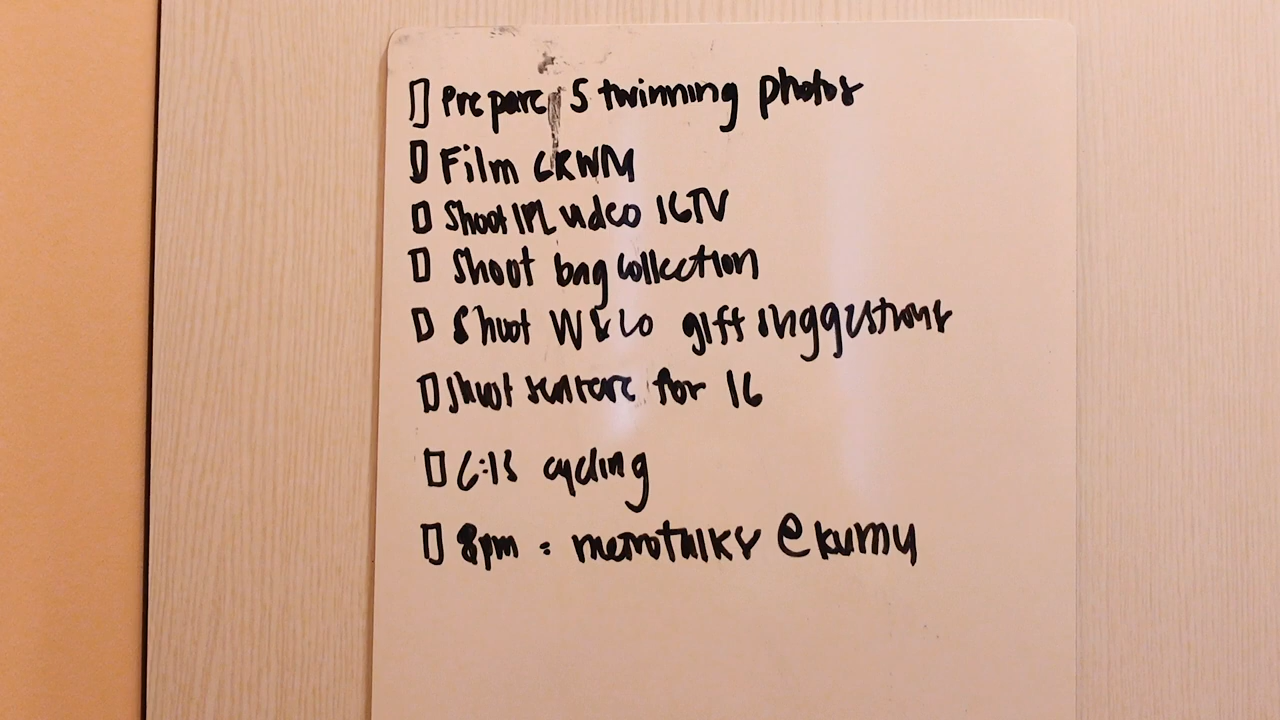 Prepare 5 twinning photos
Film GRWM
Shoot IPL video IGTV
Shoot bag collection
Shoot W&Co gift suggestions
Shoot for IG
6:15 cycling
8pm : metrotalks @ kumu